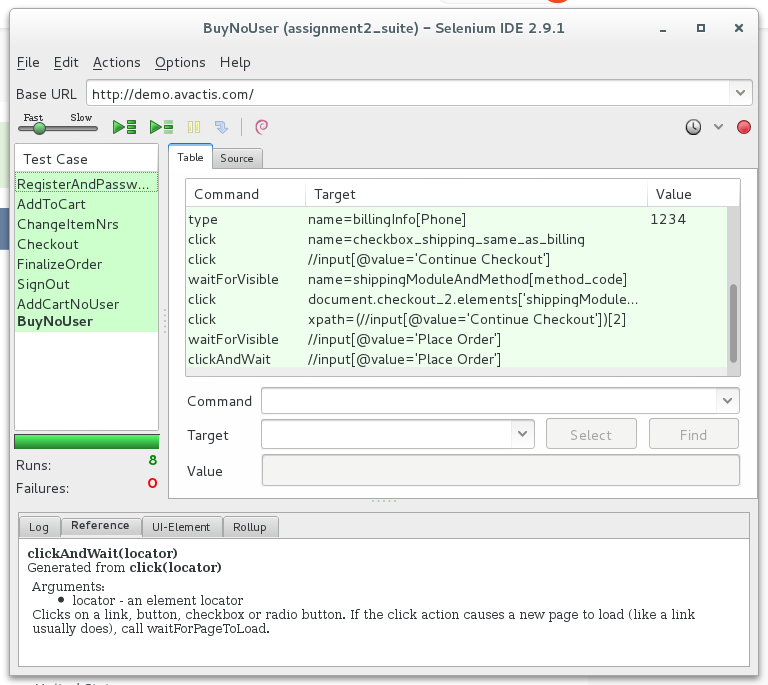 BuyNoUser (assignment2_suite) - Selenium IDE 2.9.1
File Edit Actions Options Help
Base URL http://demo.avactis.com/
Fast Slow
Test Case
RegisterAndPassw...
AddToCart
ChangeItemNrs
Checkout
FinalizeOrder
SignOut
AddCartNoUser
BuyNoUser
Runs: 8
Failures: 0
Table Source
Command Target Value
type name=billingInfo[Phone] 1234
click name=checkbox_shipping_same_as_billing
click //input[@value='Continue Checkout']
waitForVisible name=shippingModuleAndMethod[method_code]
click document.checkout_2.elements['shippingModule...
click xpath=(//input[@value='Continue Checkout'])[2]
waitForVisible //input[@value='Place Order']
clickAndWait //input[@value='Place Order']
Command
Target Select Find
Value
Log Reference UI-Element Rollup
clickAndWait(locator)
Generated from click(locator)
Arguments:
• locator - an element locator
Clicks on a link, button, checkbox or radio button. If the click action causes a new page to load (like a link
usually does), call waitForPageToLoad.